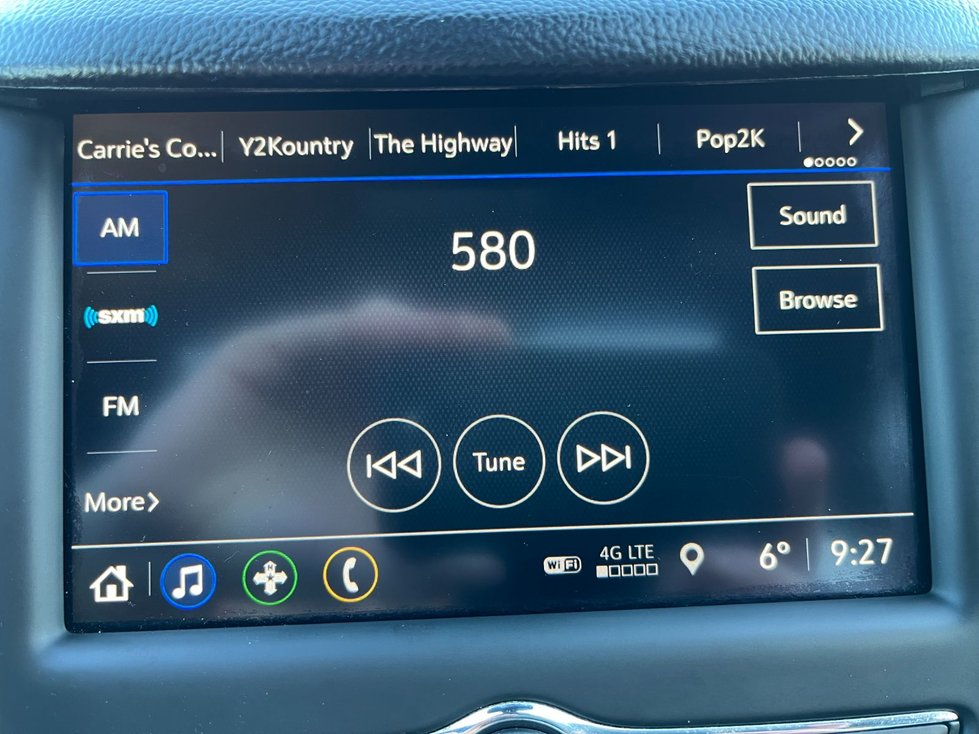 Carrie's Co... Y2Kountry The Highway Hits 1 Pop2K
AM
580
Sound
sxm
Browse
FM
Tune
More
WiFi 4G LTE 6° 9:27